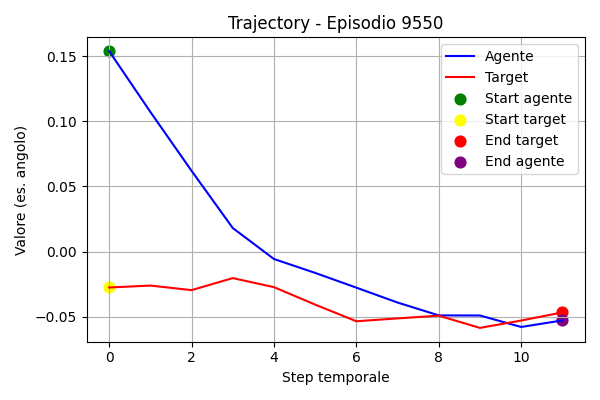 Trajectory - Episodio 9550
Valore (es. angolo)
0.15
0.10
0.05
0.00
−0.05
0
2
4
6
8
10
Step temporale
Agente
Target
Start agente
Start target
End target
End agente